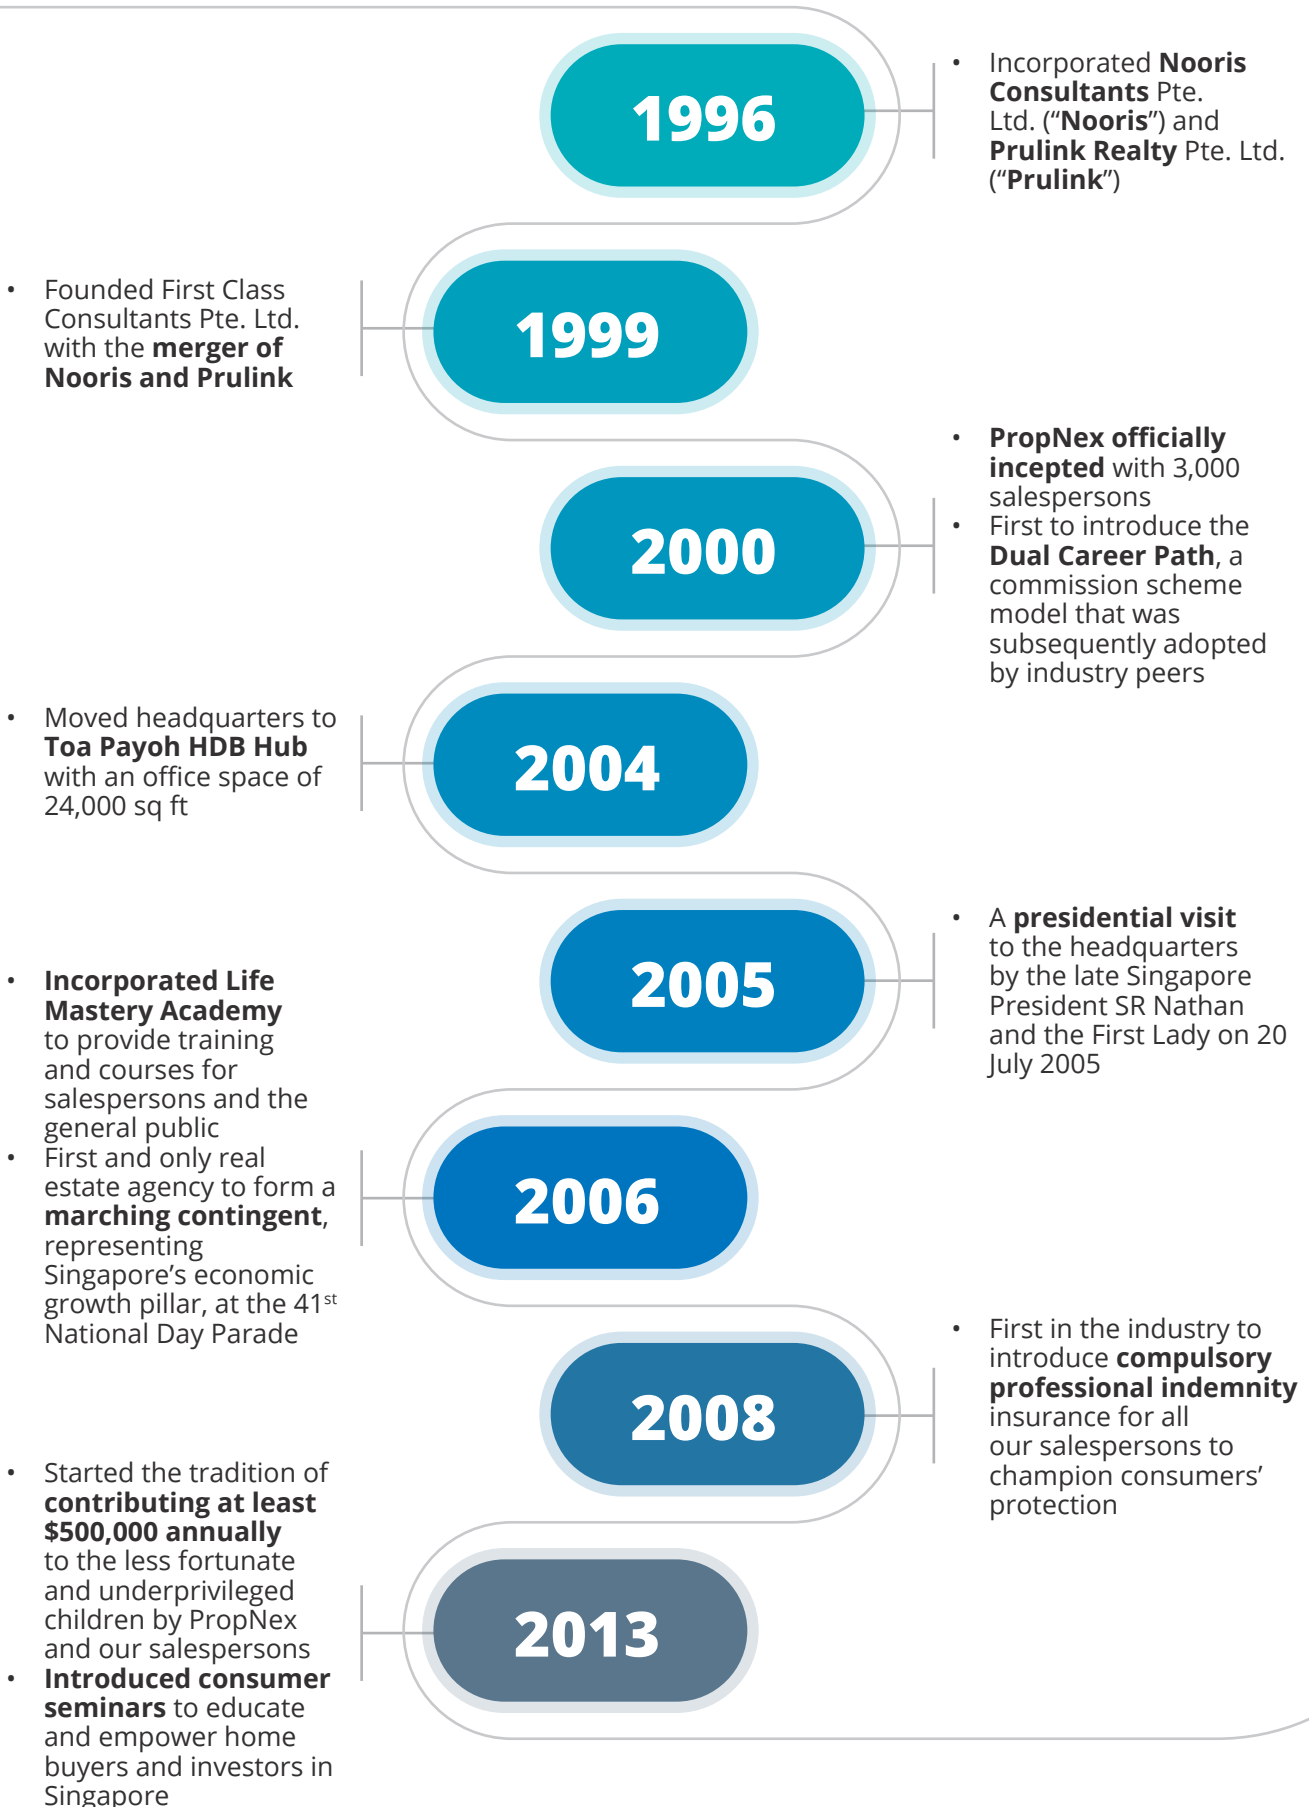 1996
• Incorporated Nooris
Consultants Pte.
Ltd. (“Nooris”) and
Prulink Realty Pte. Ltd.
(“Prulink”)
• Founded First Class
Consultants Pte. Ltd.
with the merger of
Nooris and Prulink
1999
2000
• PropNex officially
incepted with 3,000
salespersons
• First to introduce the
Dual Career Path, a
commission scheme
model that was
subsequently adopted
by industry peers
• Moved headquarters to
Toa Payoh HDB Hub
with an office space of
24,000 sq ft
2004
2005
• A presidential visit
to the headquarters
by the late Singapore
President SR Nathan
and the First Lady on 20
July 2005
• Incorporated Life
Mastery Academy
to provide training
and courses for
salespersons and the
general public
• First and only real
estate agency to form a
marching contingent,
representing
Singapore’s economic
growth pillar, at the 41st
National Day Parade
2006
2008
• First in the industry to
introduce compulsory
professional indemnity
insurance for all
our salespersons to
champion consumers’
protection
• Started the tradition of
contributing at least
$500,000 annually
to the less fortunate
and underprivileged
children by PropNex
and our salespersons
• Introduced consumer
seminars to educate
and empower home
buyers and investors in
Singapore
2013